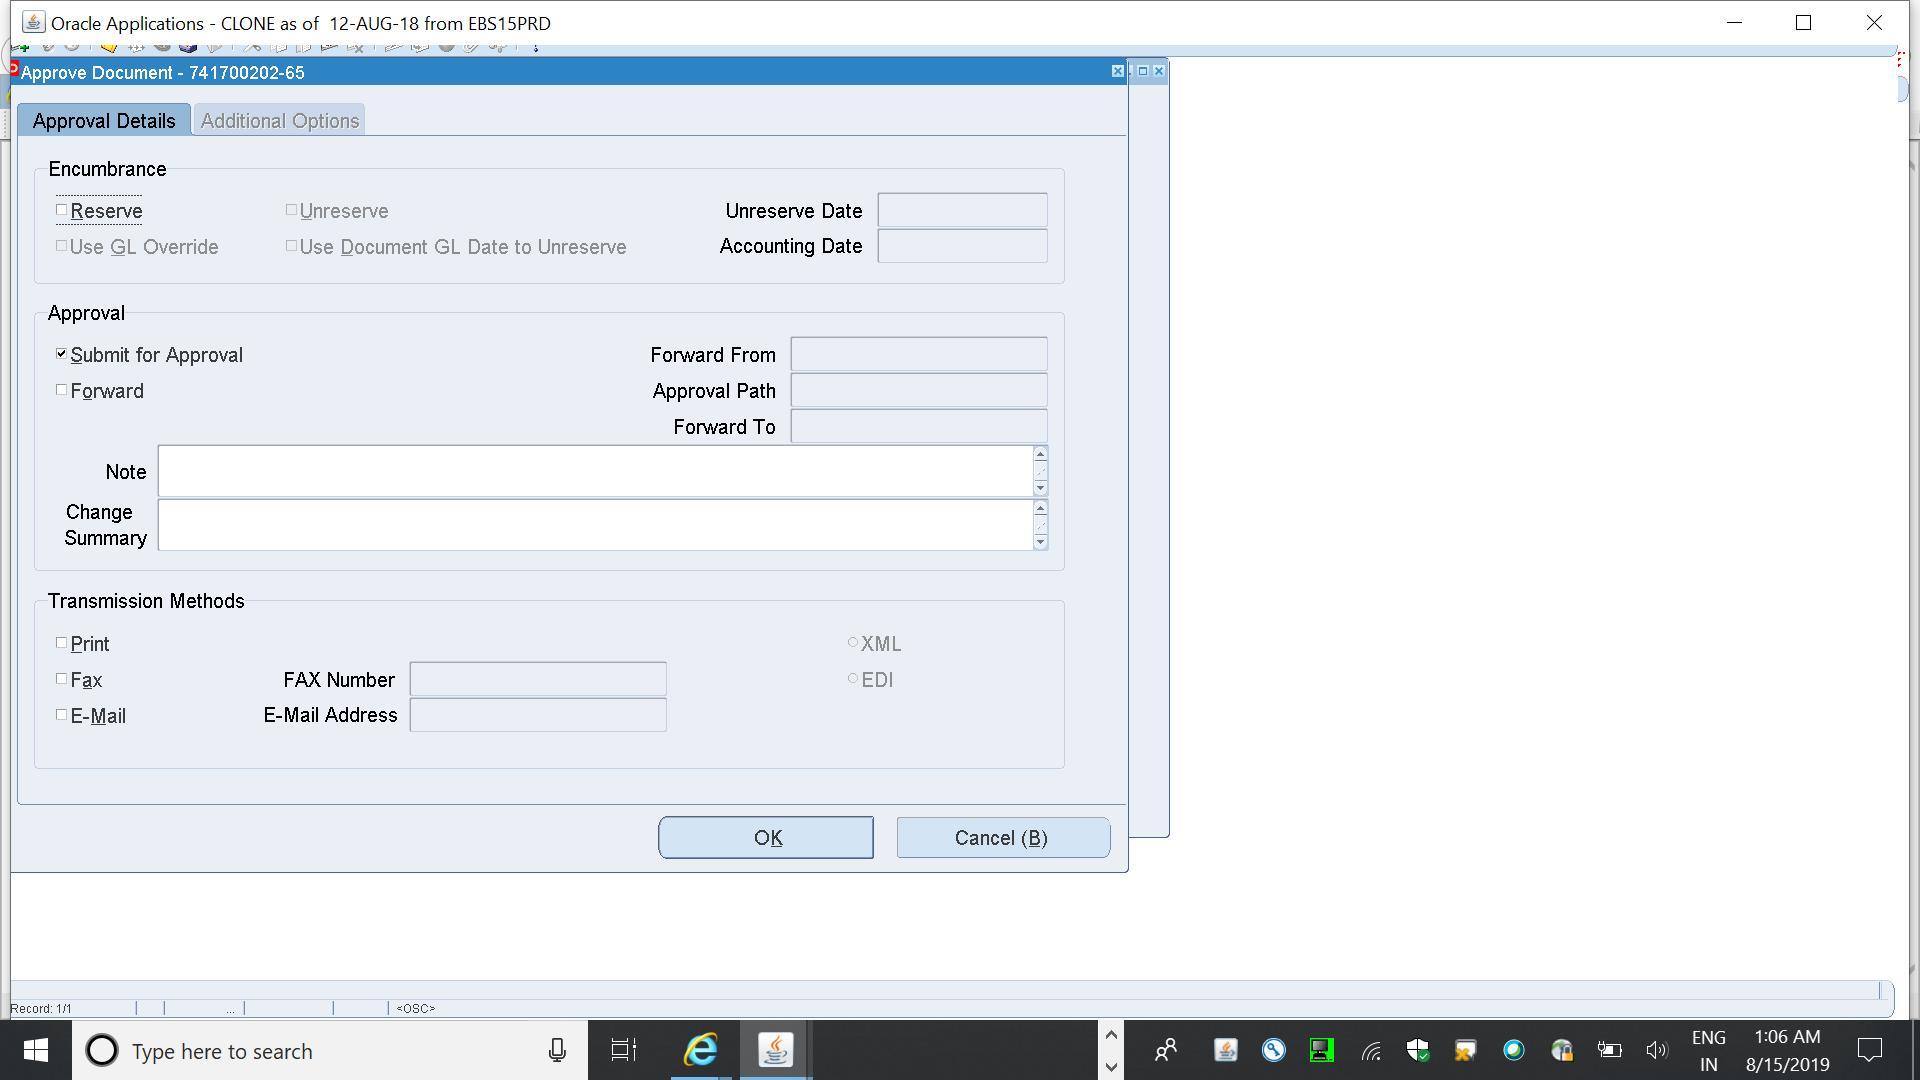 Oracle Applications - CLONE as of 12-AUG-18 from EBS15PRD
Approve Document - 741700202-65
Approval Details
Additional Options
Encumbrance
Reserve
Unreserve
Unreserve Date
Use GL Override
Use Document GL Date to Unreserve
Accounting Date
Approval
Submit for Approval
Forward From
Forward
Approval Path
Forward To
Note
Change
Summary
Transmission Methods
Print
XML
Fax
FAX Number
EDI
E-Mail
E-Mail Address
OK
Cancel (B)
Record: 1/1
...
<OSC>
Type here to search
ENG
IN
1:06 AM
8/15/2019